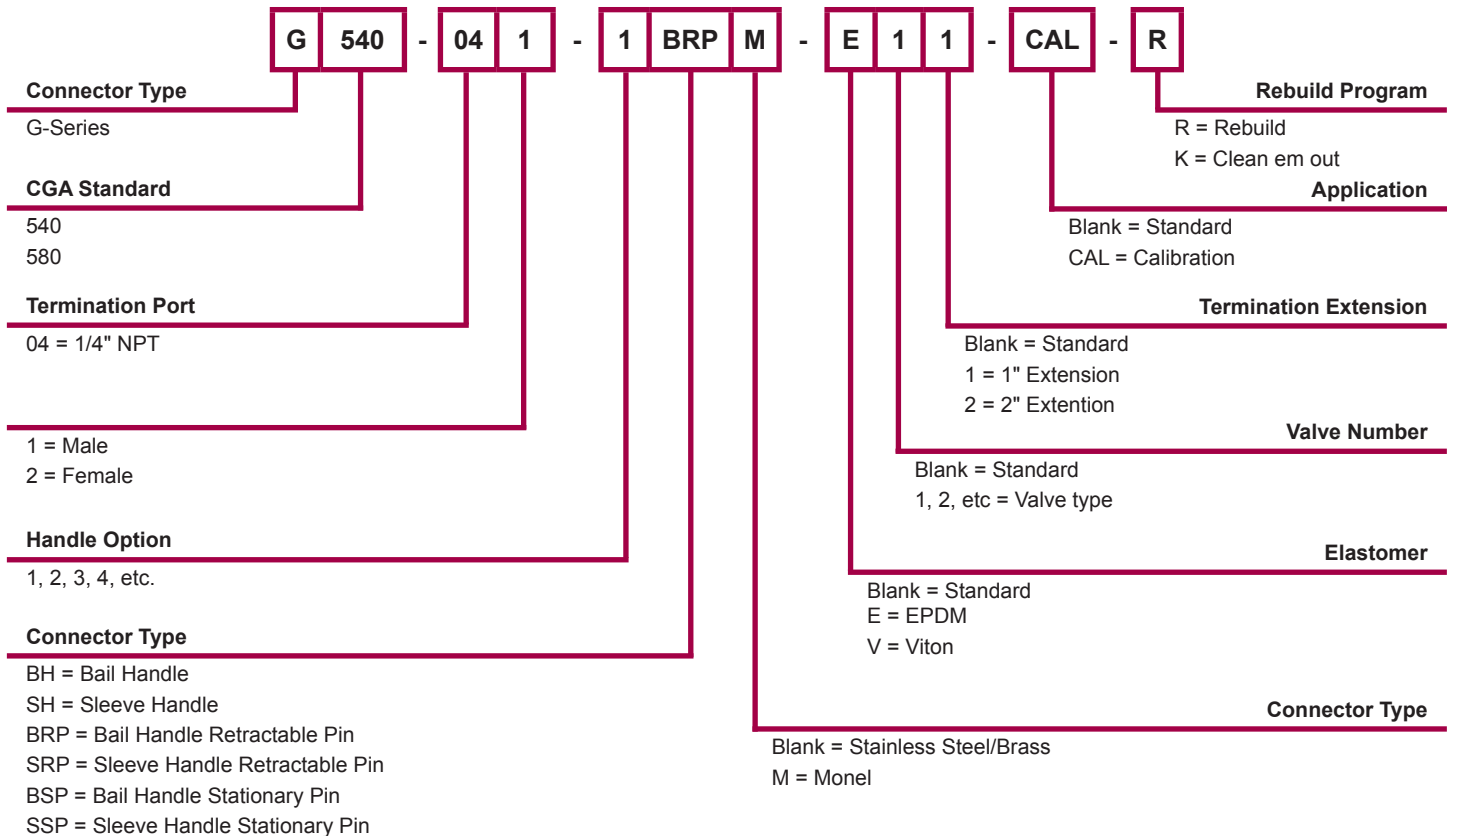 G 540 - 04 1 - 1 BRP M - E 1 1 - CAL - R
Connector Type
G-Series
CGA Standard
540
580
Termination Port
04 = 1/4" NPT
1 = Male
2 = Female
Handle Option
1, 2, 3, 4, etc.
Connector Type
BH = Bail Handle
SH = Sleeve Handle
BRP = Bail Handle Retractable Pin
SRP = Sleeve Handle Retractable Pin
BSP = Bail Handle Stationary Pin
SSP = Sleeve Handle Stationary Pin
Rebuild Program
R = Rebuild
K = Clean em out
Application
Blank = Standard
CAL = Calibration
Termination Extension
Blank = Standard
1 = 1" Extension
2 = 2" Extention
Valve Number
Blank = Standard
1, 2, etc = Valve type
Elastomer
Blank = Standard
E = EPDM
V = Viton
Connector Type
Blank = Stainless Steel/Brass
M = Monel